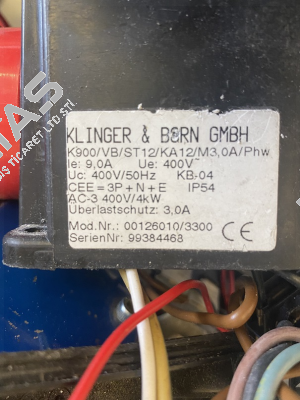 KLINGER & BORN GMBH
K900/VB/ST12/KA12/M3,0A/Phw
Ie: 9,0A Ue: 400V~
Uc: 400V/50Hz KB-04
CEE=3P+N+E IP54
AC-3 400V/4kW
Überlastschutz: 3,0A
Mod.Nr.: 00126010/3300 CE
SerienNr: 99384468